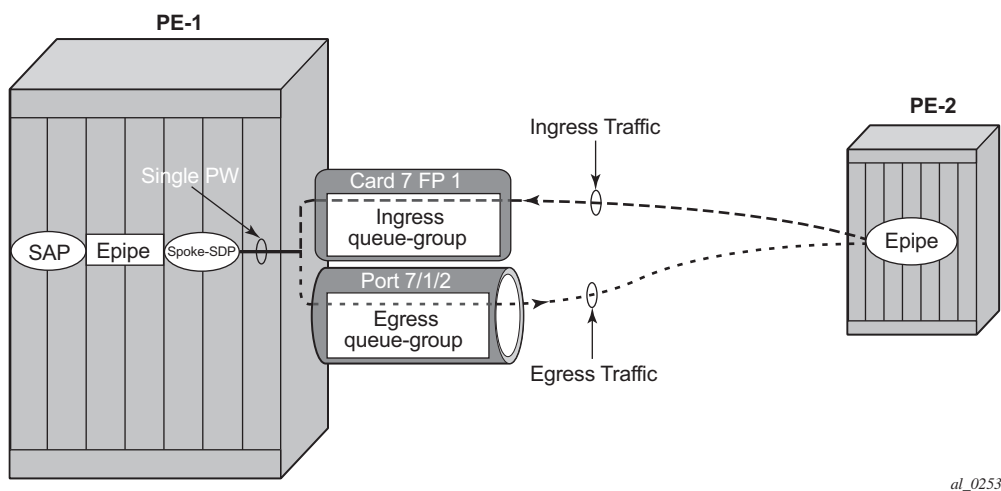 PE-1
PE-2
Ingress Traffic
Single PW
Card 7 FP 1
Ingress
queue-group
SAP
Epipe
Spoke-SDP
Epipe
Port 7/1/2
Egress
queue-group
Egress Traffic
al_0253